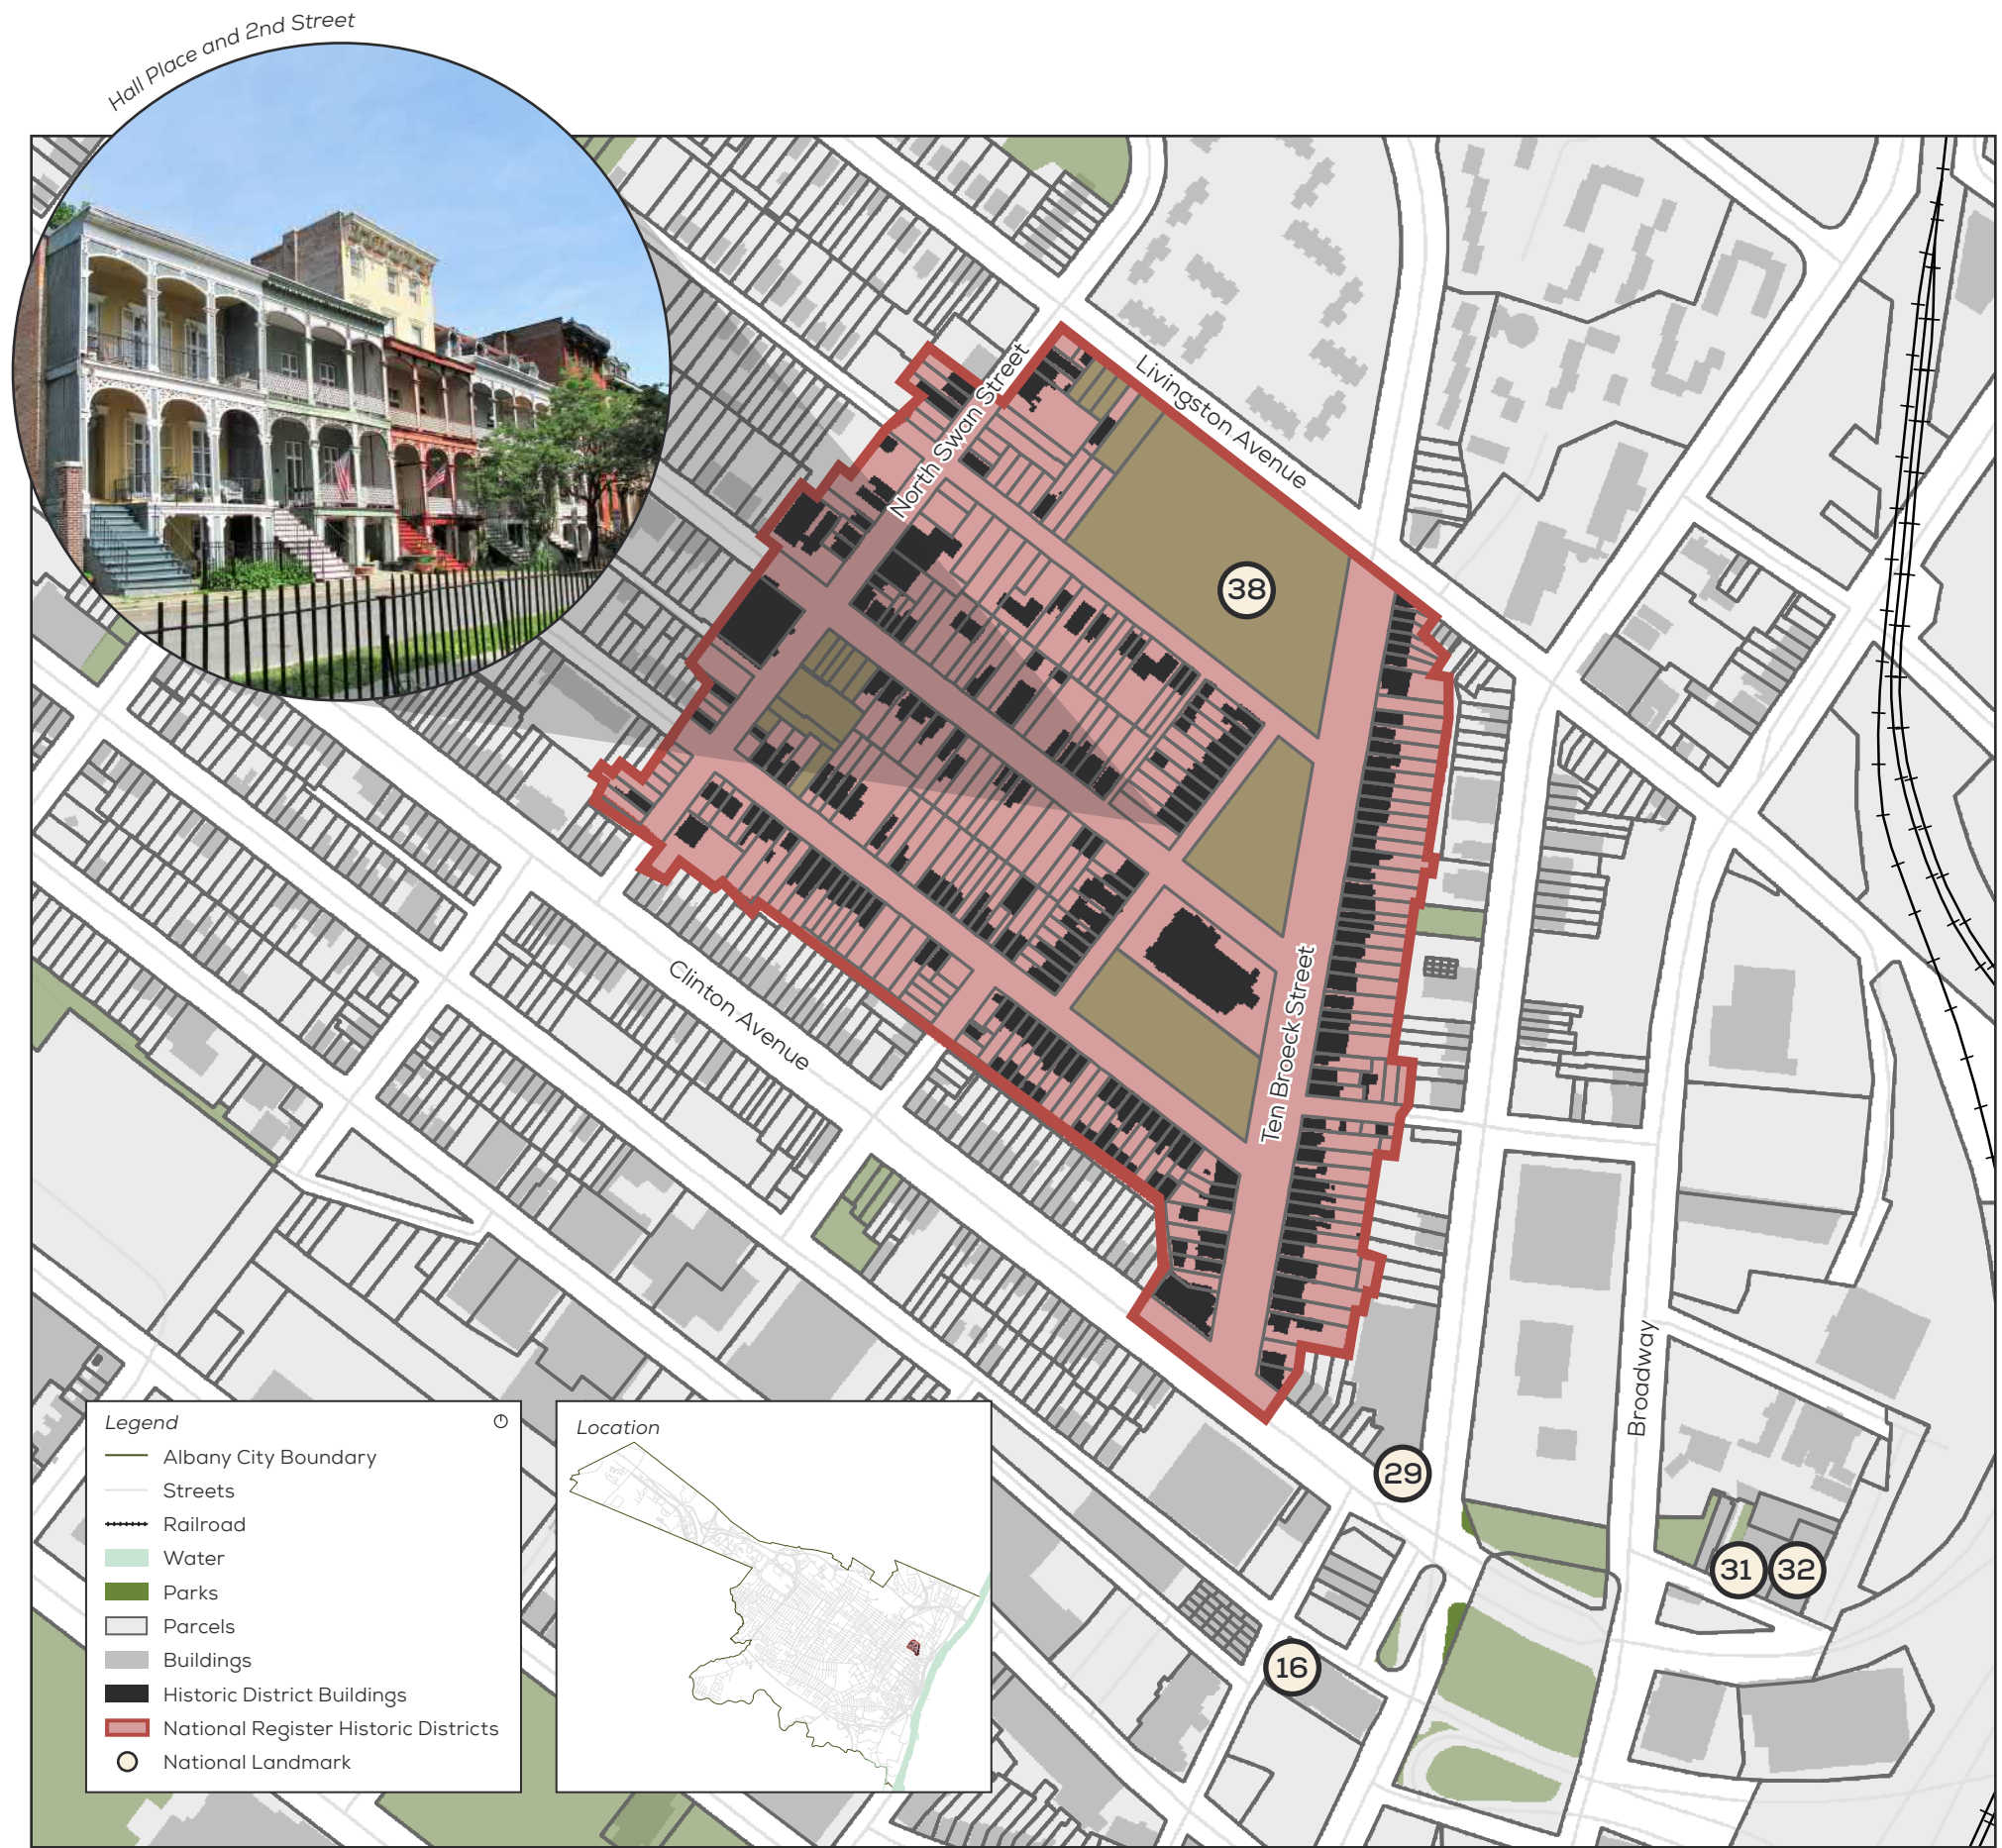 Hall Place and 2nd Street
Livingston Avenue
North Swan Street
38
Clinton Avenue
Ten Broeck Street
Broadway
29
31
32
16
Legend
Albany City Boundary
Streets
Railroad
Water
Parks
Parcels
Buildings
Historic District Buildings
National Register Historic Districts
National Landmark
Location